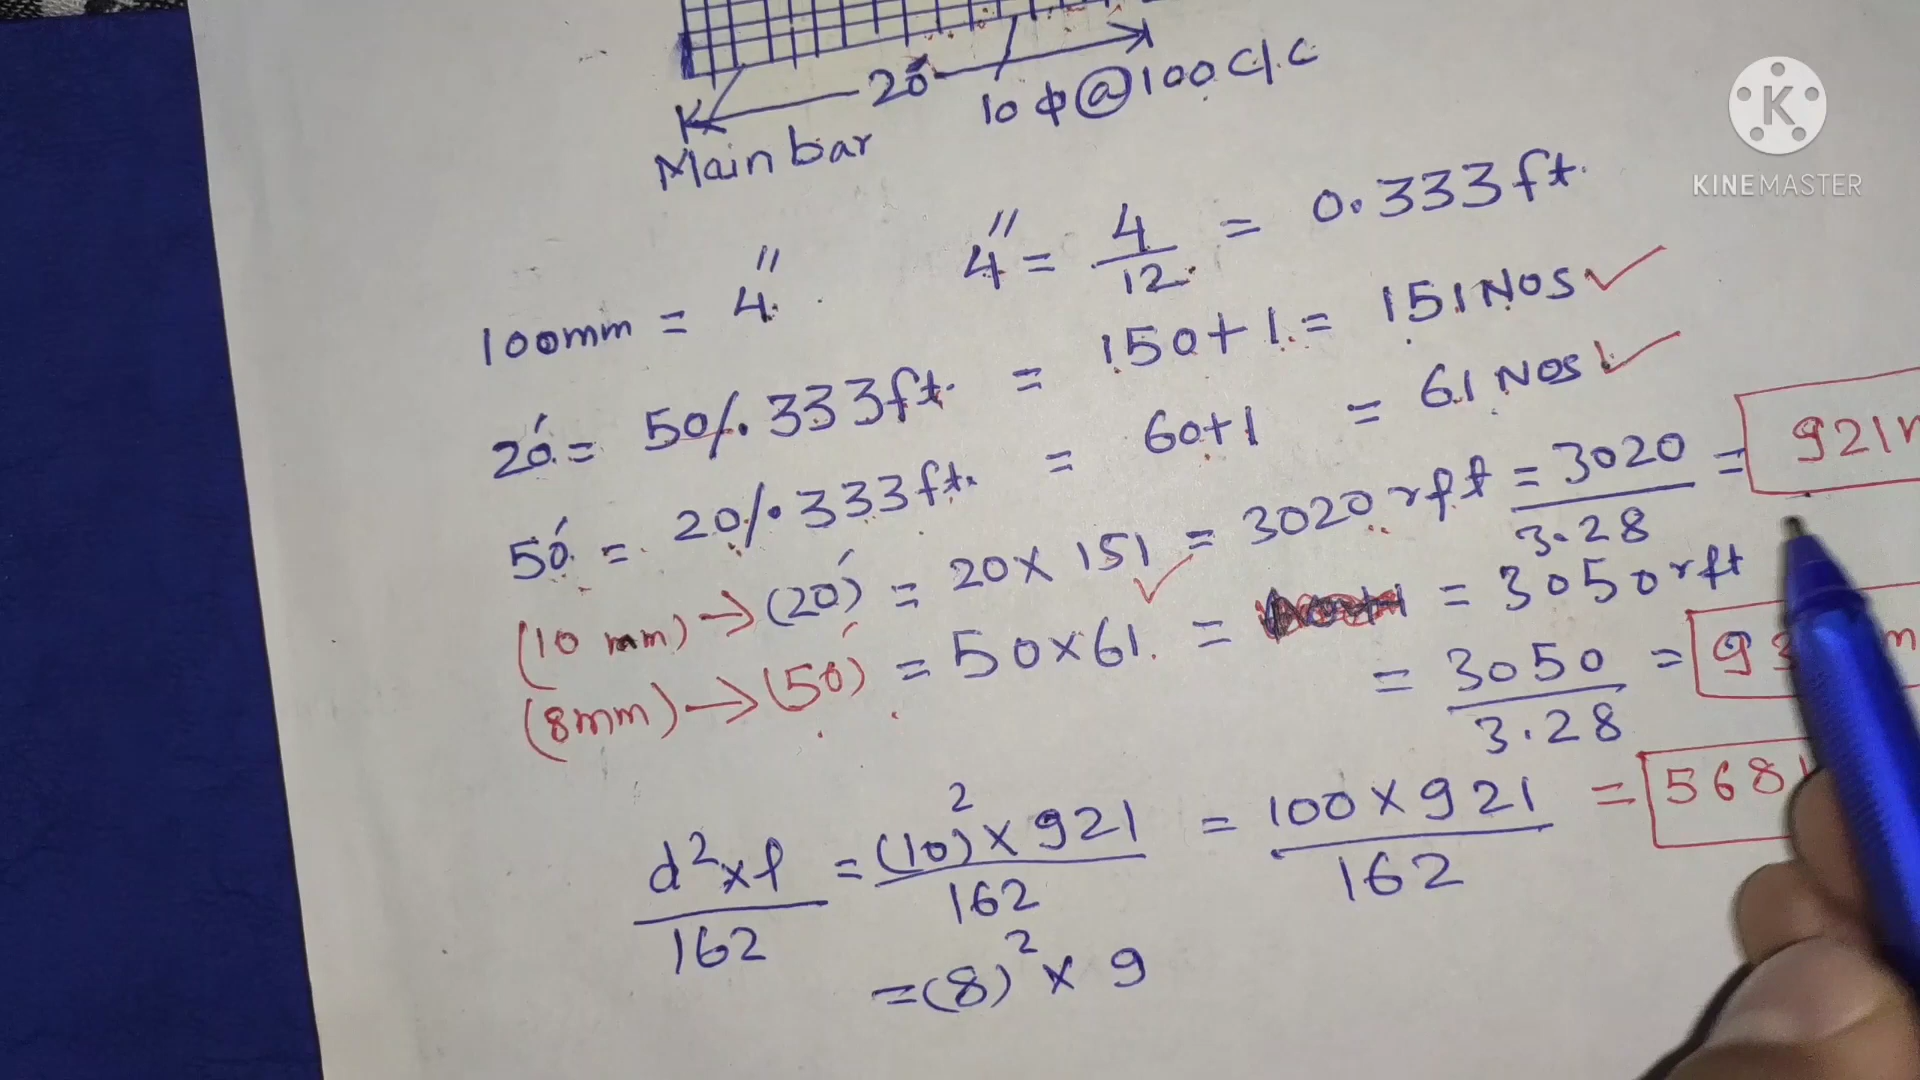 20'
10 ϕ @ 100 C/C
Main bar
K
KINEMASTER
100mm = 4"
4" = 4/12 = 0.333 ft.
20' = 50/.333 ft. = 150+1 = 151 Nos ✓
50' = 20/.333 ft. = 60+1 = 61 Nos ✓
(10 mm) → (20') = 20 x 151 = 3020 rft = 3020/3.28 = 921
(8mm) → (50') = 50 x 61 = = 3050 rft
= 3050/3.28 =
d² x l/162 = (10)² x 921/162 = 100 x 921/162 = 568
= (8)² x 9